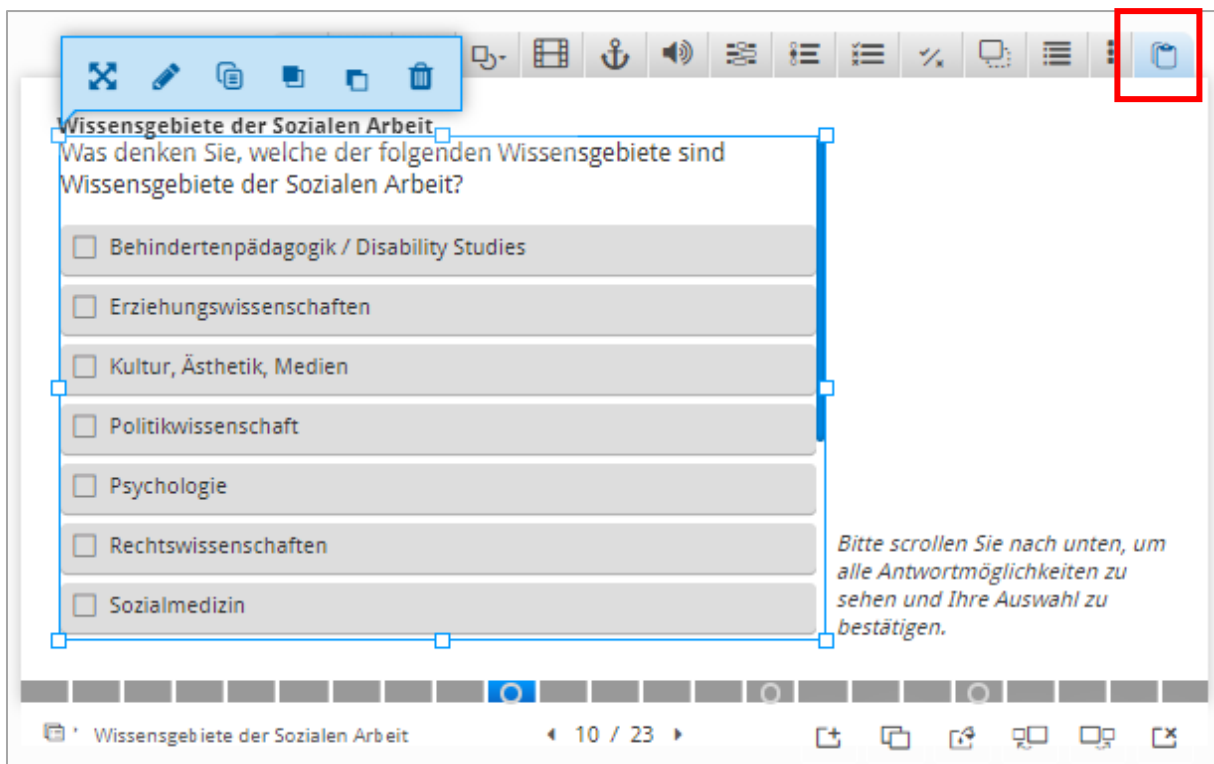 Wissensgebiete der Sozialen Arbeit
Was denken Sie, welche der folgenden Wissensgebiete sind
Wissensgebiete der Sozialen Arbeit?
Behindertenpädagogik / Disability Studies
Erziehungswissenschaften
Kultur, Ästhetik, Medien
Politikwissenschaft
Psychologie
Rechtswissenschaften
Sozialmedizin
Bitte scrollen Sie nach unten, um
alle Antwortmöglichkeiten zu
sehen und Ihre Auswahl zu
bestätigen.
Wissensgebiete der Sozialen Arbeit
10 / 23